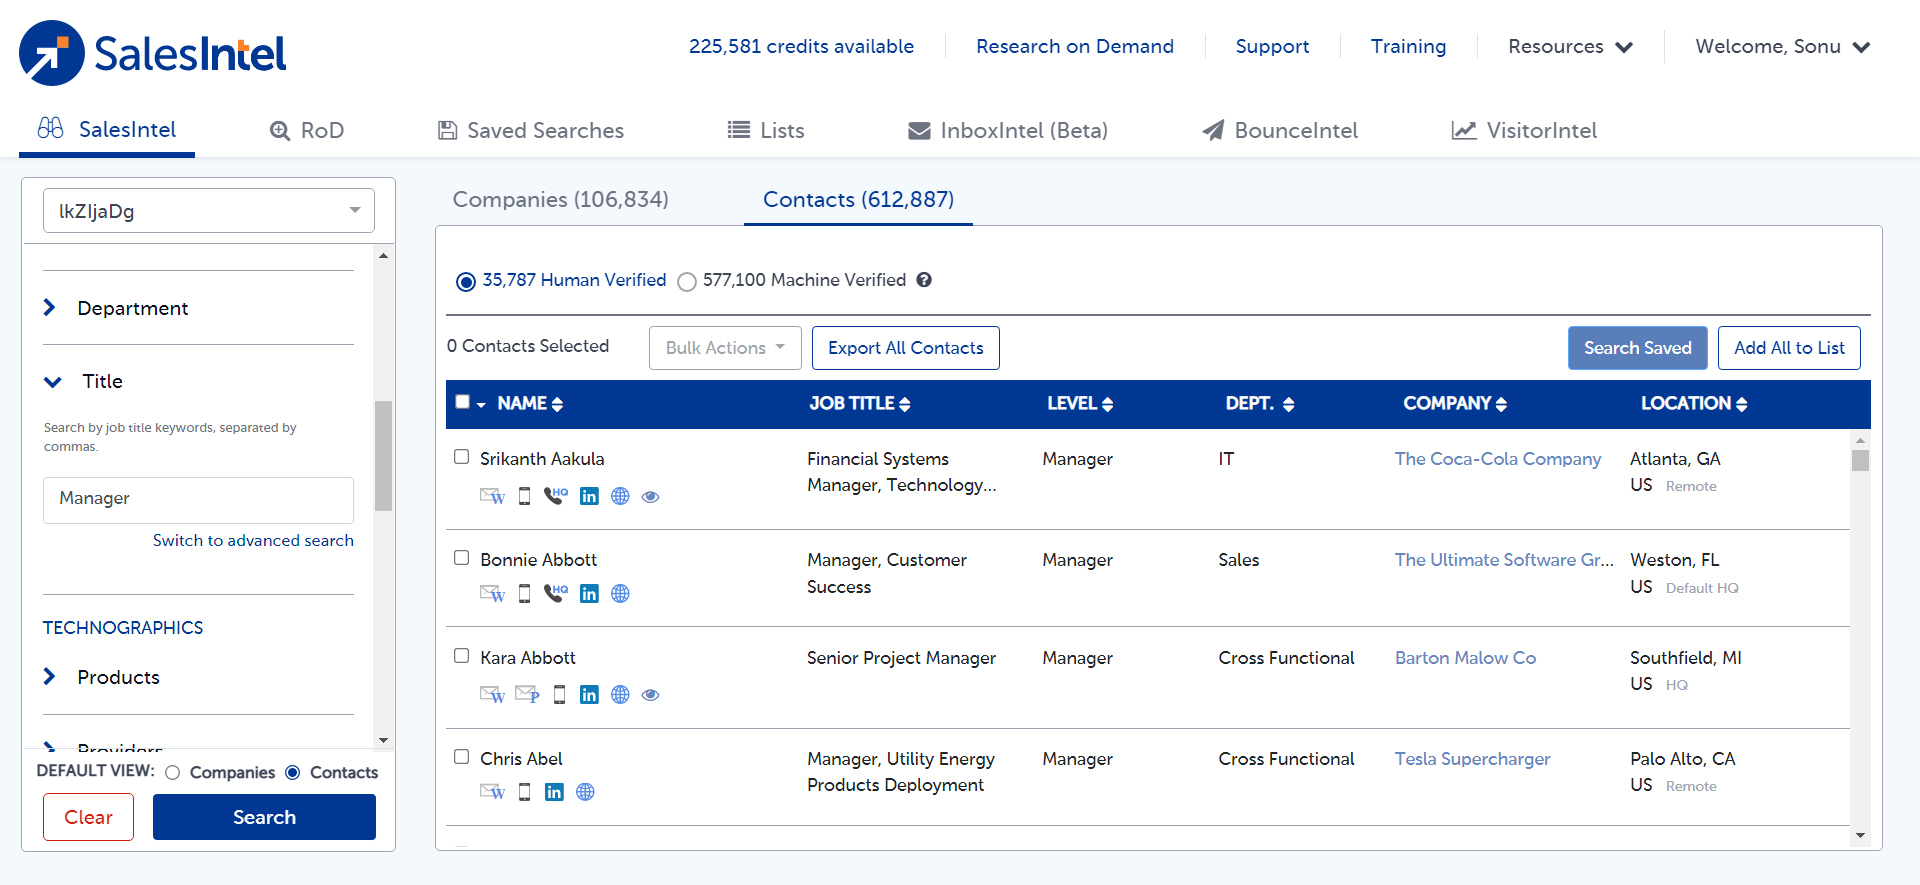 SalesIntel
225,581 credits available
Research on Demand
Support
Training
Resources
Welcome, Sonu
SalesIntel
RoD
Saved Searches
Lists
InboxIntel (Beta)
BounceIntel
VisitorIntel
lkZIjaDg
Department
Title
Search by job title keywords, separated by
commas.
Manager
Switch to advanced search
TECHNOGRAPHICS
Products
Providers
DEFAULT VIEW:
Companies
Contacts
Clear
Search
Companies (106,834)
Contacts (612,887)
35,787 Human Verified
577,100 Machine Verified
?
0 Contacts Selected
Bulk Actions
Export All Contacts
Search Saved
Add All to List
NAME
JOB TITLE
LEVEL
DEPT.
COMPANY
LOCATION
Srikanth Aakula
W
HQ
in
Financial Systems
Manager, Technology...
Manager
IT
The Coca-Cola Company
Atlanta, GA
US Remote
Bonnie Abbott
W
HQ
in
Manager, Customer
Success
Manager
Sales
The Ultimate Software Gr...
Weston, FL
US Default HQ
Kara Abbott
W
P
in
Senior Project Manager
Manager
Cross Functional
Barton Malow Co
Southfield, MI
US HQ
Chris Abel
W
in
Manager, Utility Energy
Products Deployment
Manager
Cross Functional
Tesla Supercharger
Palo Alto, CA
US Remote